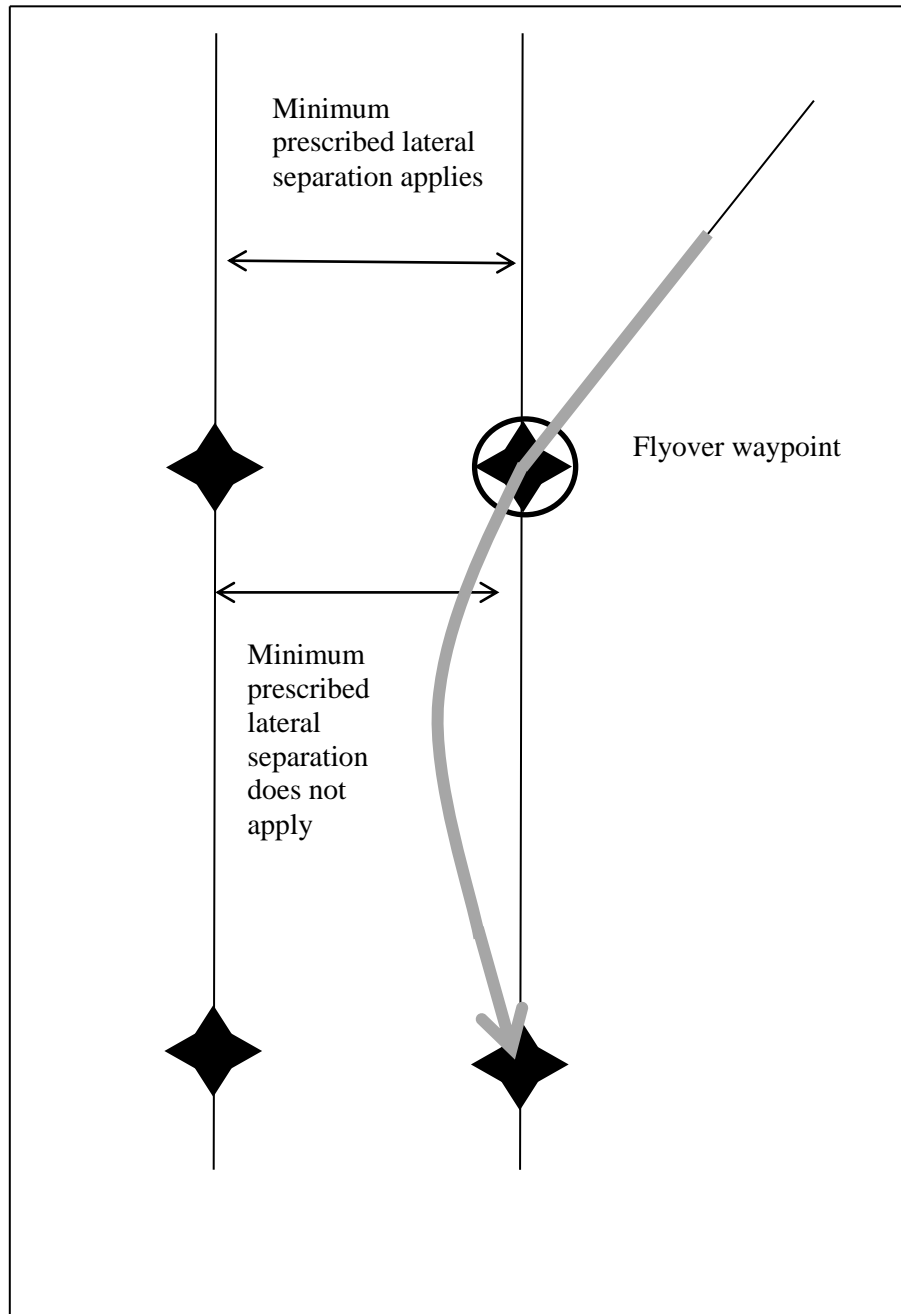 Minimum
prescribed lateral
separation applies
Flyover waypoint
Minimum
prescribed
lateral
separation
does not
apply